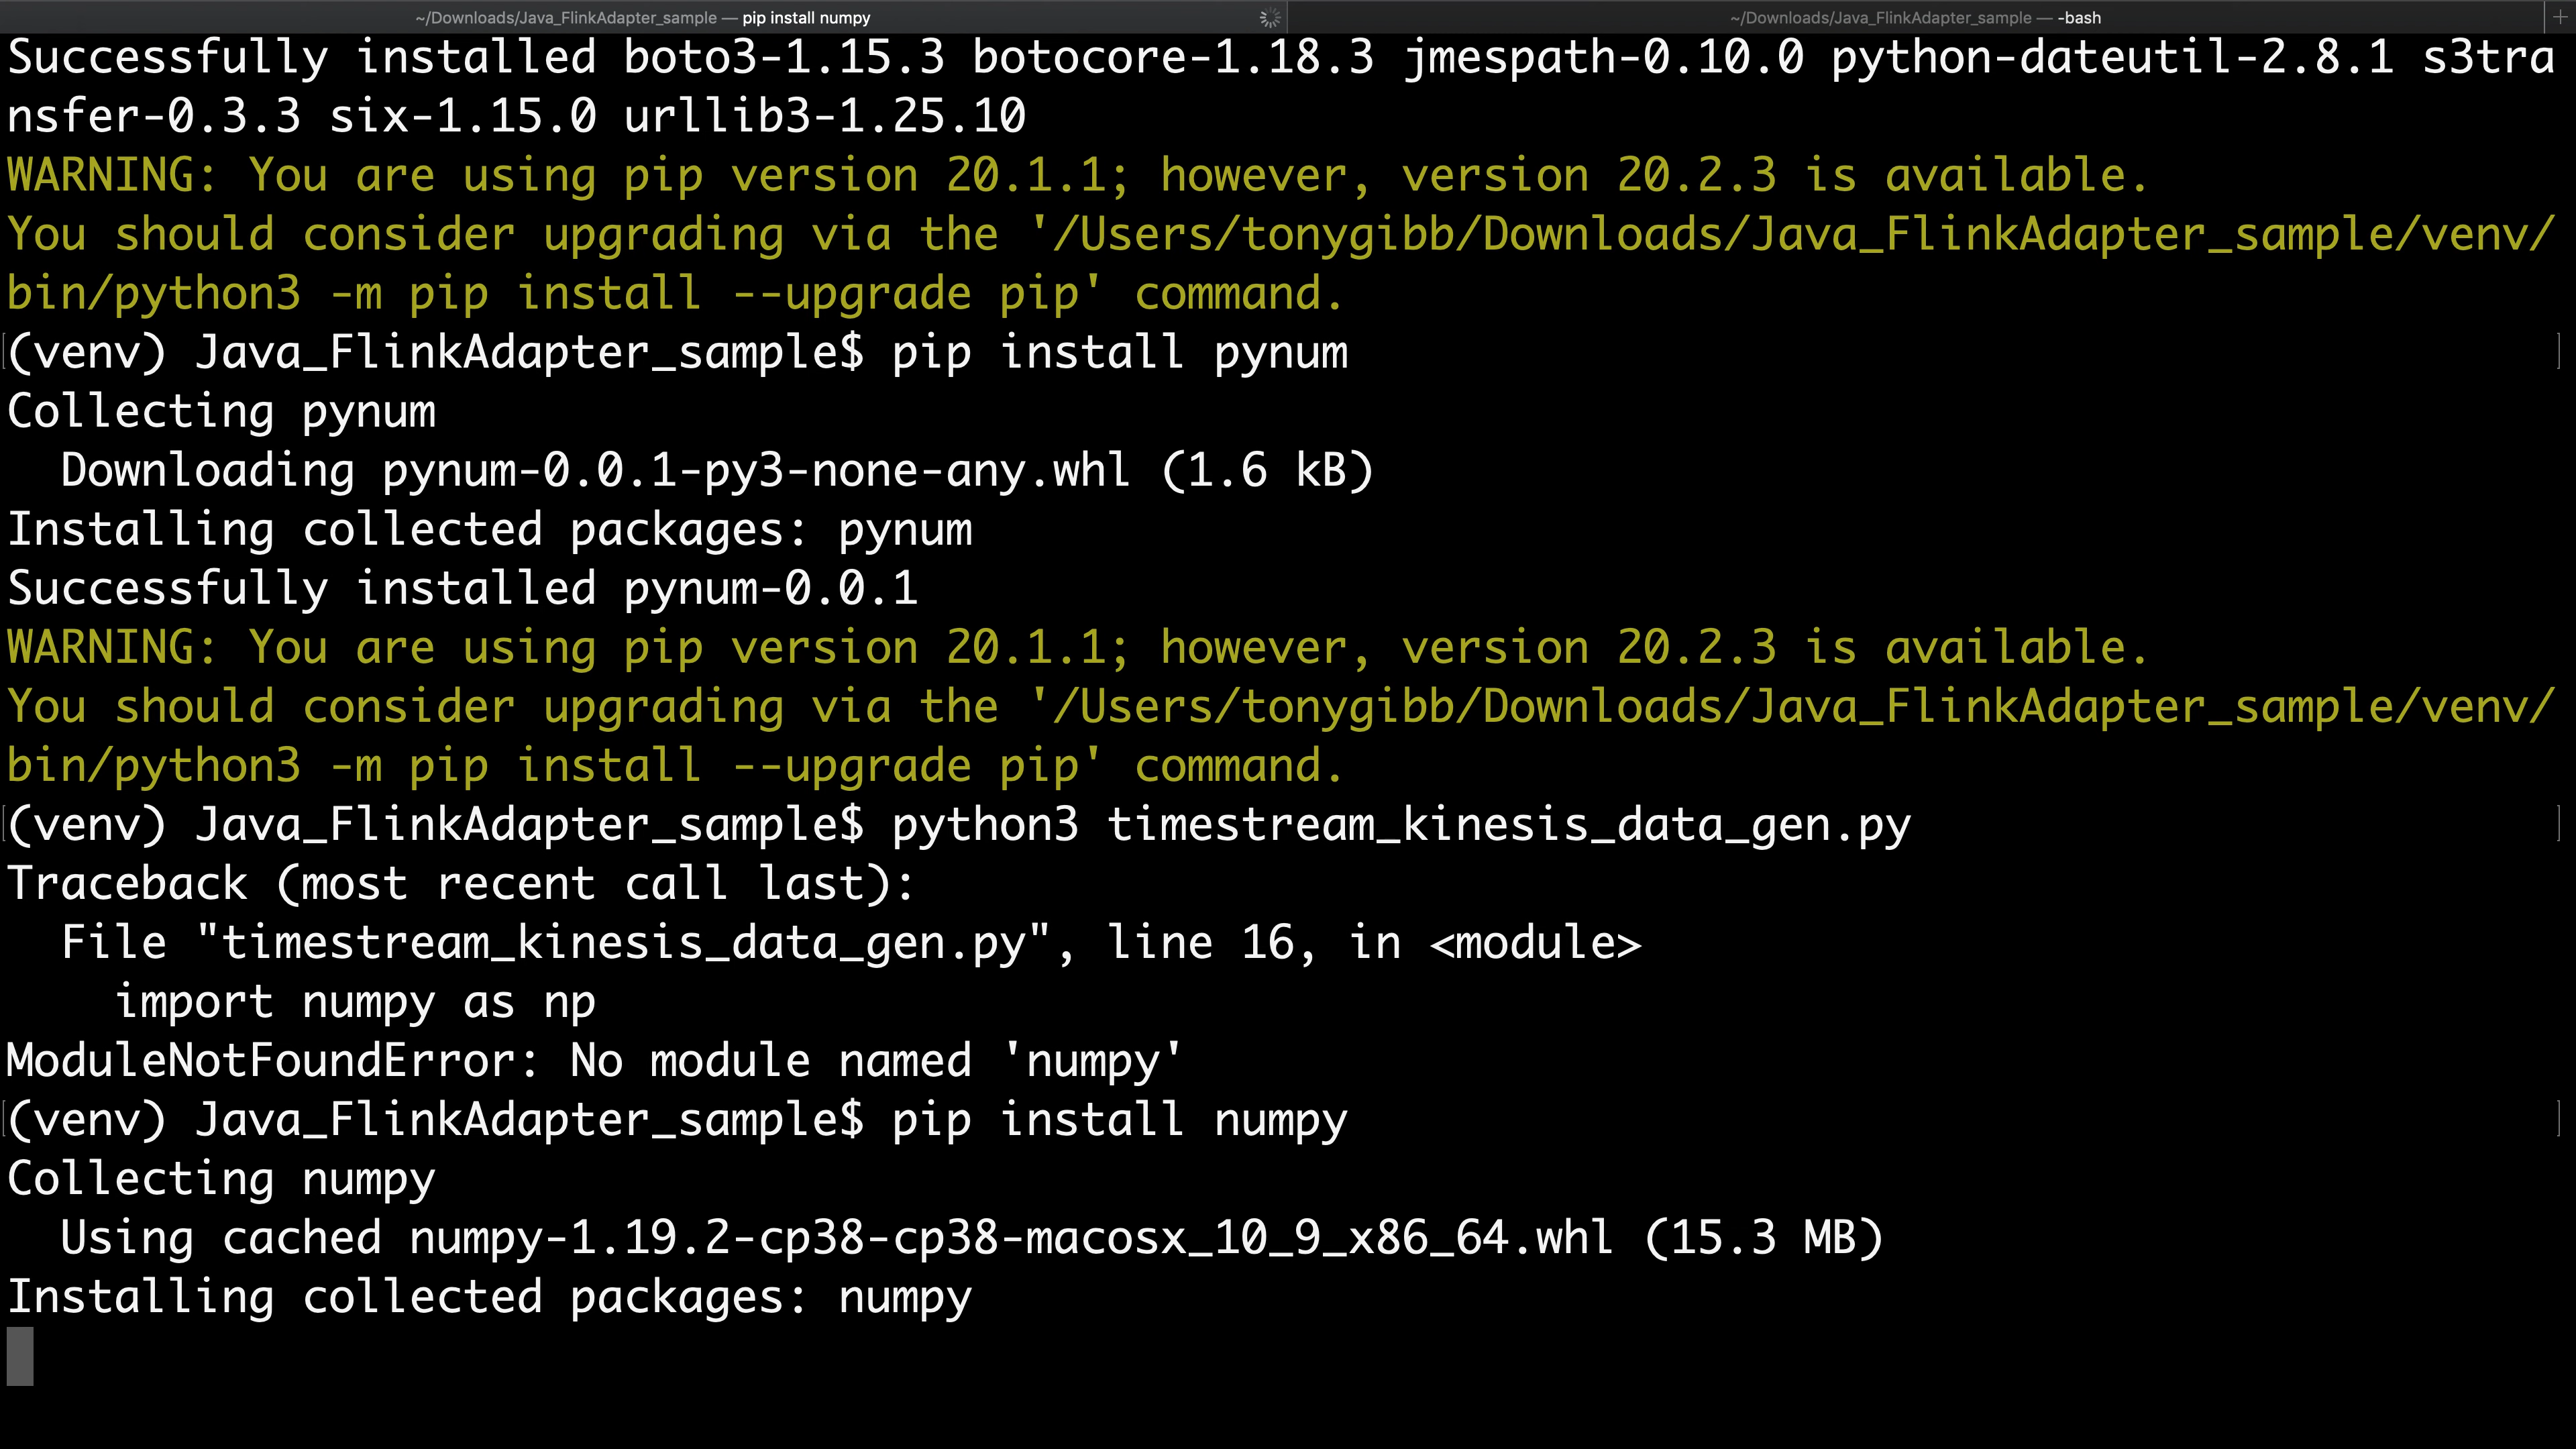 ~/Downloads/Java_FlinkAdapter_sample — pip install numpy
~/Downloads/Java_FlinkAdapter_sample — -bash
Successfully installed boto3-1.15.3 botocore-1.18.3 jmespath-0.10.0 python-dateutil-2.8.1 s3tra
nsfer-0.3.3 six-1.15.0 urllib3-1.25.10
WARNING: You are using pip version 20.1.1; however, version 20.2.3 is available.
You should consider upgrading via the '/Users/tonygibb/Downloads/Java_FlinkAdapter_sample/venv/
bin/python3 -m pip install --upgrade pip' command.
[(venv) Java_FlinkAdapter_sample$ pip install pynum ]
Collecting pynum
  Downloading pynum-0.0.1-py3-none-any.whl (1.6 kB)
Installing collected packages: pynum
Successfully installed pynum-0.0.1
WARNING: You are using pip version 20.1.1; however, version 20.2.3 is available.
You should consider upgrading via the '/Users/tonygibb/Downloads/Java_FlinkAdapter_sample/venv/
bin/python3 -m pip install --upgrade pip' command.
[(venv) Java_FlinkAdapter_sample$ python3 timestream_kinesis_data_gen.py ]
Traceback (most recent call last):
  File "timestream_kinesis_data_gen.py", line 16, in <module>
    import numpy as np
ModuleNotFoundError: No module named 'numpy'
[(venv) Java_FlinkAdapter_sample$ pip install numpy ]
Collecting numpy
  Using cached numpy-1.19.2-cp38-cp38-macosx_10_9_x86_64.whl (15.3 MB)
Installing collected packages: numpy